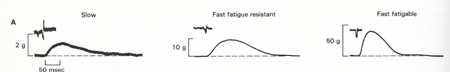 A
Slow
Fast fatigue resistant
Fast fatigable
2 g
10 g
50 g
50 msec